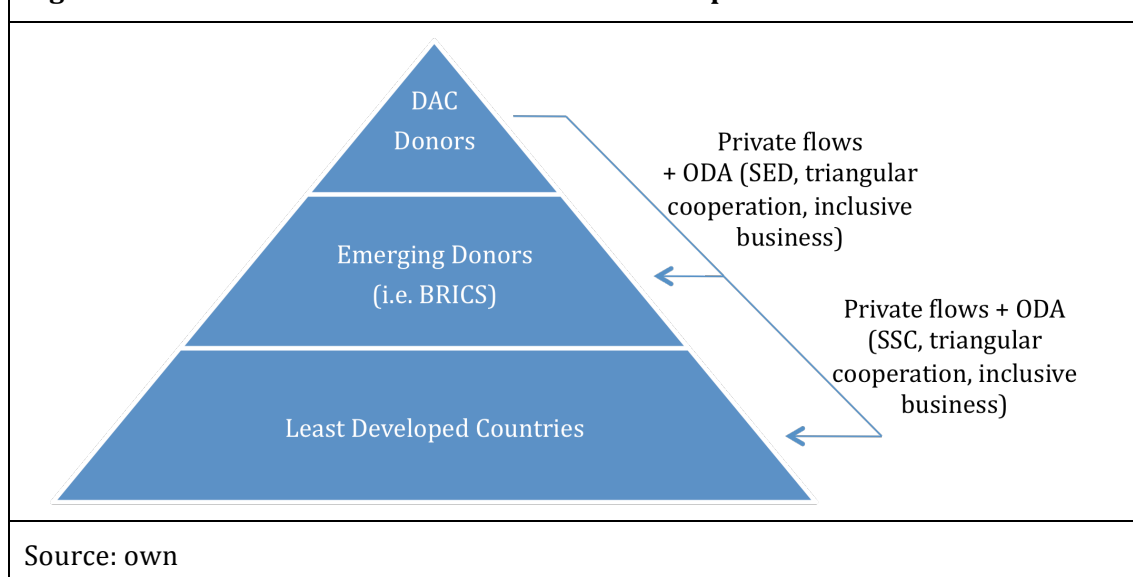 DAC
Donors
Private flows
+ ODA (SED, triangular
cooperation, inclusive
business)
Emerging Donors
(i.e. BRICS)
Private flows + ODA
(SSC, triangular
cooperation, inclusive
business)
Least Developed Countries
Source: own